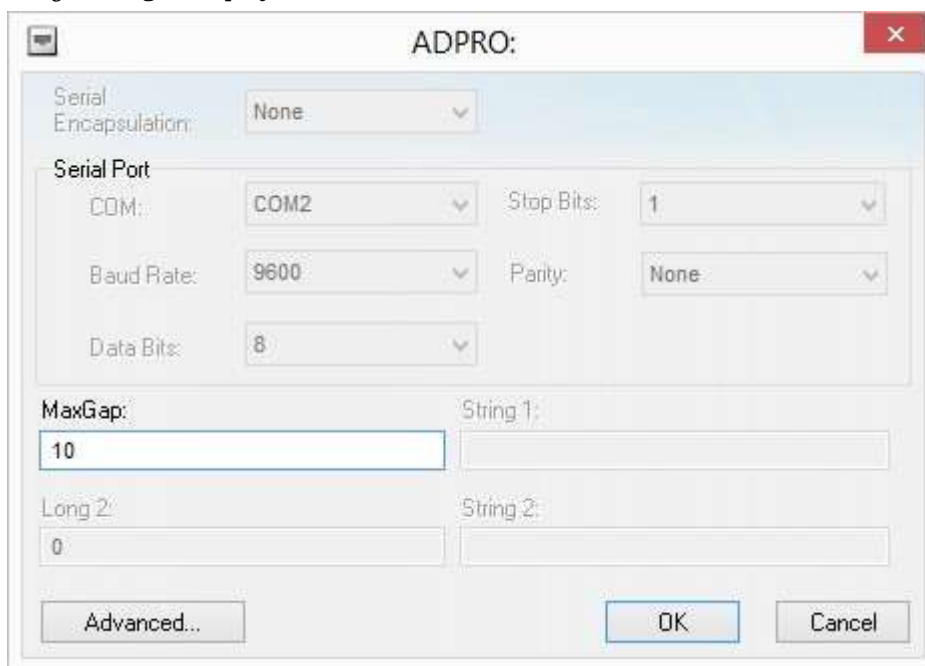 ADPRO:
Serial
Encapsulation:
None
Serial Port
COM:
COM2
Stop Bits:
1
Baud Rate:
9600
Parity:
None
Data Bits:
8
MaxGap:
String 1:
10
Long 2:
String 2:
0
Advanced...
OK
Cancel